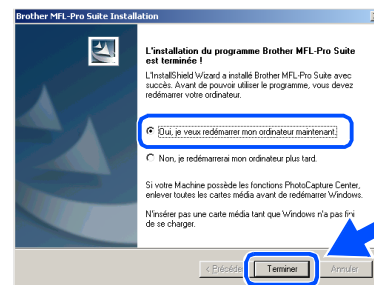 Brother MFL-Pro Suite Installation
L'installation du programme Brother MFL-Pro Suite
est terminée !
L'InstallShield Wizard a installé Brother MFL-Pro Suite avec
succès. Avant de pouvoir utiliser le programme, vous devez
redémarrer votre ordinateur.
Oui, je veux redémarrer mon ordinateur maintenant.
Non, je redémarrerai mon ordinateur plus tard.
Si votre Machine possède les fonctions PhotoCapture Center,
enlever toutes les cartes média avant de redémarrer Windows.
N'insérer pas une carte média tant que Windows n'a pas fini
de se charger.
< Précéden Terminer Annuler